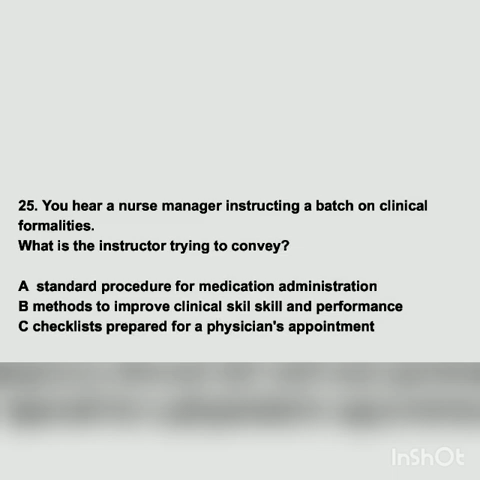 25. You hear a nurse manager instructing a batch on clinical
formalities.
What is the instructor trying to convey?
A standard procedure for medication administration
B methods to improve clinical skil skill and performance
C checklists prepared for a physician's appointment
InShOt